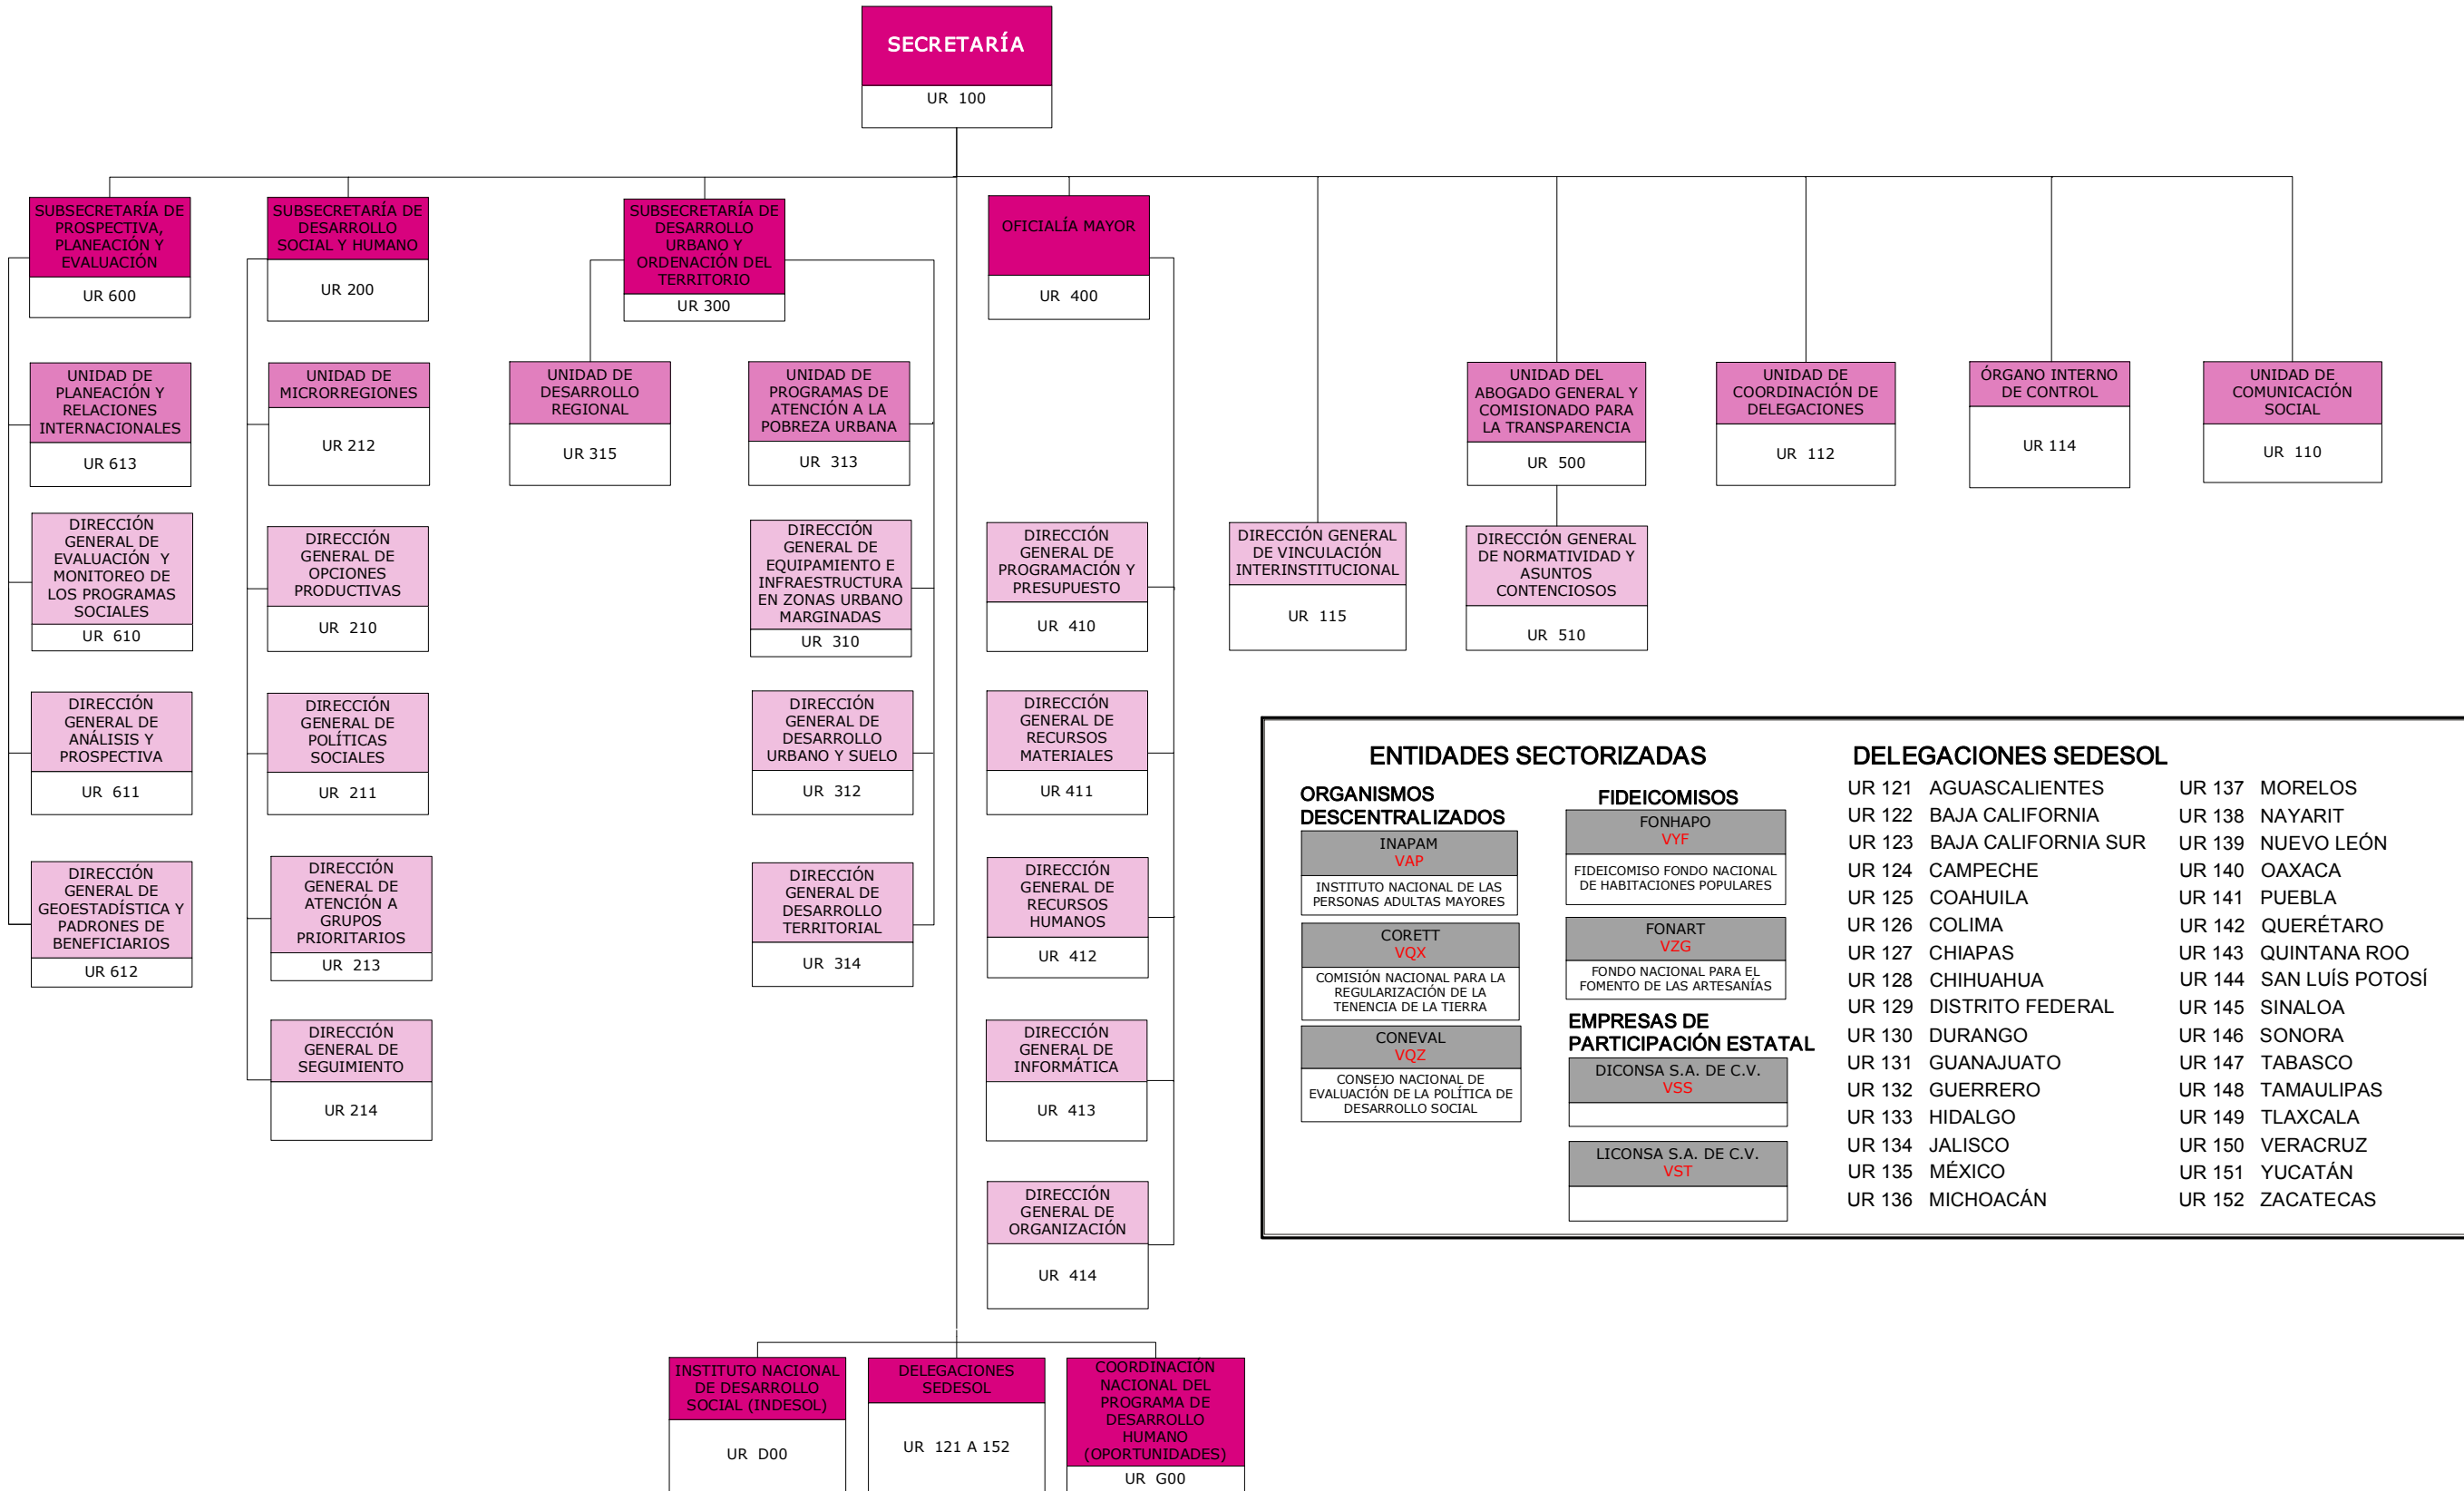 SECRETARÍA
UR 100
SUBSECRETARÍA DE
PROSPECTIVA,
PLANEACIÓN Y
EVALUACIÓN
UR 600
SUBSECRETARÍA DE
DESARROLLO
SOCIAL Y HUMANO
UR 200
SUBSECRETARÍA DE
DESARROLLO
URBANO Y
ORDENACIÓN DEL
TERRITORIO
UR 300
OFICIALÍA MAYOR
UR 400
UNIDAD DE
PLANEACIÓN Y
RELACIONES
INTERNACIONALES
UR 613
UNIDAD DE
MICRORREGIONES
UR 212
UNIDAD DE
DESARROLLO
REGIONAL
UR 315
UNIDAD DE
PROGRAMAS DE
ATENCIÓN A LA
POBREZA URBANA
UR 313
UNIDAD DEL
ABOGADO GENERAL Y
COMISIONADO PARA
LA TRANSPARENCIA
UR 500
UNIDAD DE
COORDINACIÓN DE
DELEGACIONES
UR 112
ÓRGANO INTERNO
DE CONTROL
UR 114
UNIDAD DE
COMUNICACIÓN
SOCIAL
UR 110
DIRECCIÓN
GENERAL DE
EVALUACIÓN Y
MONITOREO DE
LOS PROGRAMAS
SOCIALES
UR 610
DIRECCIÓN
GENERAL DE
OPCIONES
PRODUCTIVAS
UR 210
DIRECCIÓN
GENERAL DE
EQUIPAMIENTO E
INFRAESTRUCTURA
EN ZONAS URBANO
MARGINADAS
UR 310
DIRECCIÓN
GENERAL DE
PROGRAMACIÓN Y
PRESUPUESTO
UR 410
DIRECCIÓN GENERAL
DE VINCULACIÓN
INTERINSTITUCIONAL
UR 115
DIRECCIÓN GENERAL
DE NORMATIVIDAD Y
ASUNTOS
CONTENCIOSOS
UR 510
DIRECCIÓN
GENERAL DE
ANÁLISIS Y
PROSPECTIVA
UR 611
DIRECCIÓN
GENERAL DE
POLÍTICAS
SOCIALES
UR 211
DIRECCIÓN
GENERAL DE
DESARROLLO
URBANO Y SUELO
UR 312
DIRECCIÓN
GENERAL DE
RECURSOS
MATERIALES
UR 411
DIRECCIÓN
GENERAL DE
GEOESTADÍSTICA Y
PADRONES DE
BENEFICIARIOS
UR 612
DIRECCIÓN
GENERAL DE
ATENCIÓN A
GRUPOS
PRIORITARIOS
UR 213
DIRECCIÓN
GENERAL DE
DESARROLLO
TERRITORIAL
UR 314
DIRECCIÓN
GENERAL DE
RECURSOS
HUMANOS
UR 412
DIRECCIÓN
GENERAL DE
SEGUIMIENTO
UR 214
DIRECCIÓN
GENERAL DE
INFORMÁTICA
UR 413
DIRECCIÓN
GENERAL DE
ORGANIZACIÓN
UR 414
INSTITUTO NACIONAL
DE DESARROLLO
SOCIAL (INDESOL)
UR D00
DELEGACIONES
SEDESOL
UR 121 A 152
COORDINACIÓN
NACIONAL DEL
PROGRAMA DE
DESARROLLO
HUMANO
(OPORTUNIDADES)
UR G00
ENTIDADES SECTORIZADAS
ORGANISMOS
DESCENTRALIZADOS
INAPAM
VAP
INSTITUTO NACIONAL DE LAS
PERSONAS ADULTAS MAYORES
CORETT
VQX
COMISIÓN NACIONAL PARA LA
REGULARIZACIÓN DE LA
TENENCIA DE LA TIERRA
CONEVAL
VQZ
CONSEJO NACIONAL DE
EVALUACIÓN DE LA POLÍTICA DE
DESARROLLO SOCIAL
FIDEICOMISOS
FONHAPO
VYF
FIDEICOMISO FONDO NACIONAL
DE HABITACIONES POPULARES
FONART
VZG
FONDO NACIONAL PARA EL
FOMENTO DE LAS ARTESANÍAS
EMPRESAS DE
PARTICIPACIÓN ESTATAL
DICONSA S.A. DE C.V.
VSS
LICONSA S.A. DE C.V.
VST
DELEGACIONES SEDESOL
UR 121 AGUASCALIENTES
UR 122 BAJA CALIFORNIA
UR 123 BAJA CALIFORNIA SUR
UR 124 CAMPECHE
UR 125 COAHUILA
UR 126 COLIMA
UR 127 CHIAPAS
UR 128 CHIHUAHUA
UR 129 DISTRITO FEDERAL
UR 130 DURANGO
UR 131 GUANAJUATO
UR 132 GUERRERO
UR 133 HIDALGO
UR 134 JALISCO
UR 135 MÉXICO
UR 136 MICHOACÁN
UR 137 MORELOS
UR 138 NAYARIT
UR 139 NUEVO LEÓN
UR 140 OAXACA
UR 141 PUEBLA
UR 142 QUERÉTARO
UR 143 QUINTANA ROO
UR 144 SAN LUÍS POTOSÍ
UR 145 SINALOA
UR 146 SONORA
UR 147 TABASCO
UR 148 TAMAULIPAS
UR 149 TLAXCALA
UR 150 VERACRUZ
UR 151 YUCATÁN
UR 152 ZACATECAS